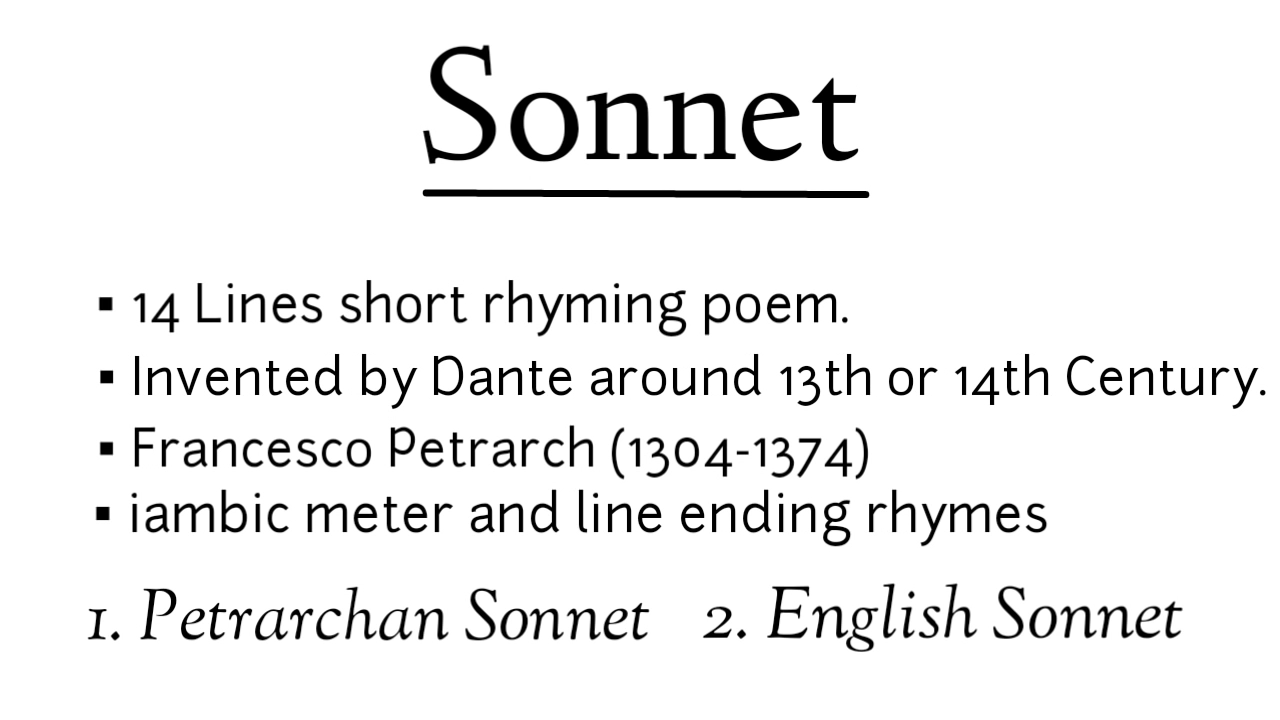 Sonnet
▪ 14 Lines short rhyming poem.
▪ Invented by Dante around 13th or 14th Century.
▪ Francesco Petrarch (1304-1374)
▪ iambic meter and line ending rhymes
1. Petrarchan Sonnet 2. English Sonnet